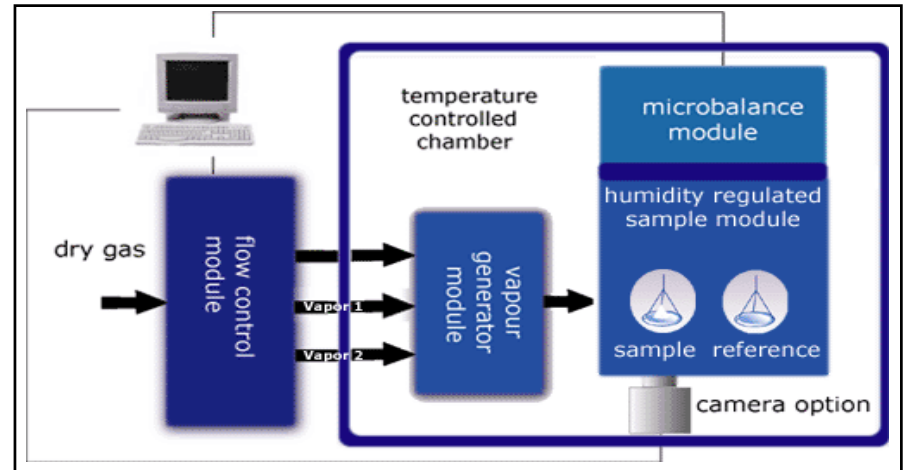 temperature
controlled
chamber
microbalance
module
humidity regulated
sample module
dry gas
flow control
module
vapour
generator
module
Vapor 1
Vapor 2
sample reference
camera option